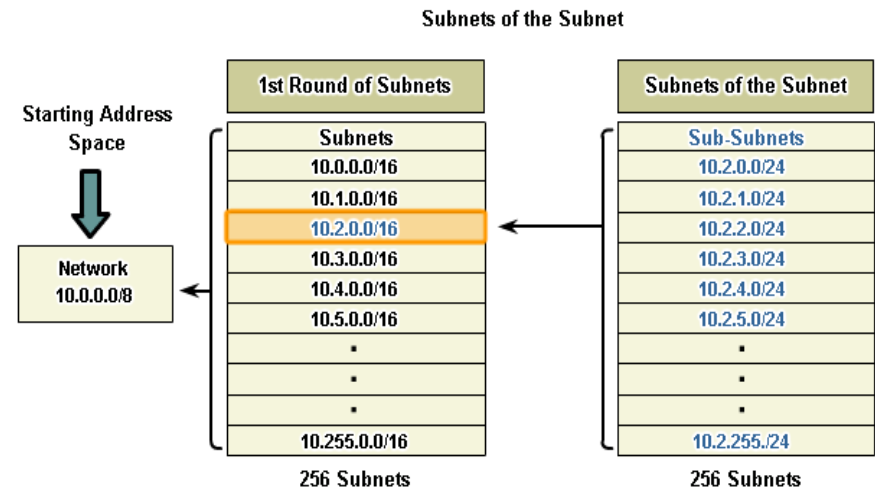 Subnets of the Subnet
Starting Address
Space
Network
10.0.0.0/8
1st Round of Subnets
Subnets
10.0.0.0/16
10.1.0.0/16
10.2.0.0/16
10.3.0.0/16
10.4.0.0/16
10.5.0.0/16
.
.
.
10.255.0.0/16
256 Subnets
Subnets of the Subnet
Sub-Subnets
10.2.0.0/24
10.2.1.0/24
10.2.2.0/24
10.2.3.0/24
10.2.4.0/24
10.2.5.0/24
.
.
.
10.2.255./24
256 Subnets